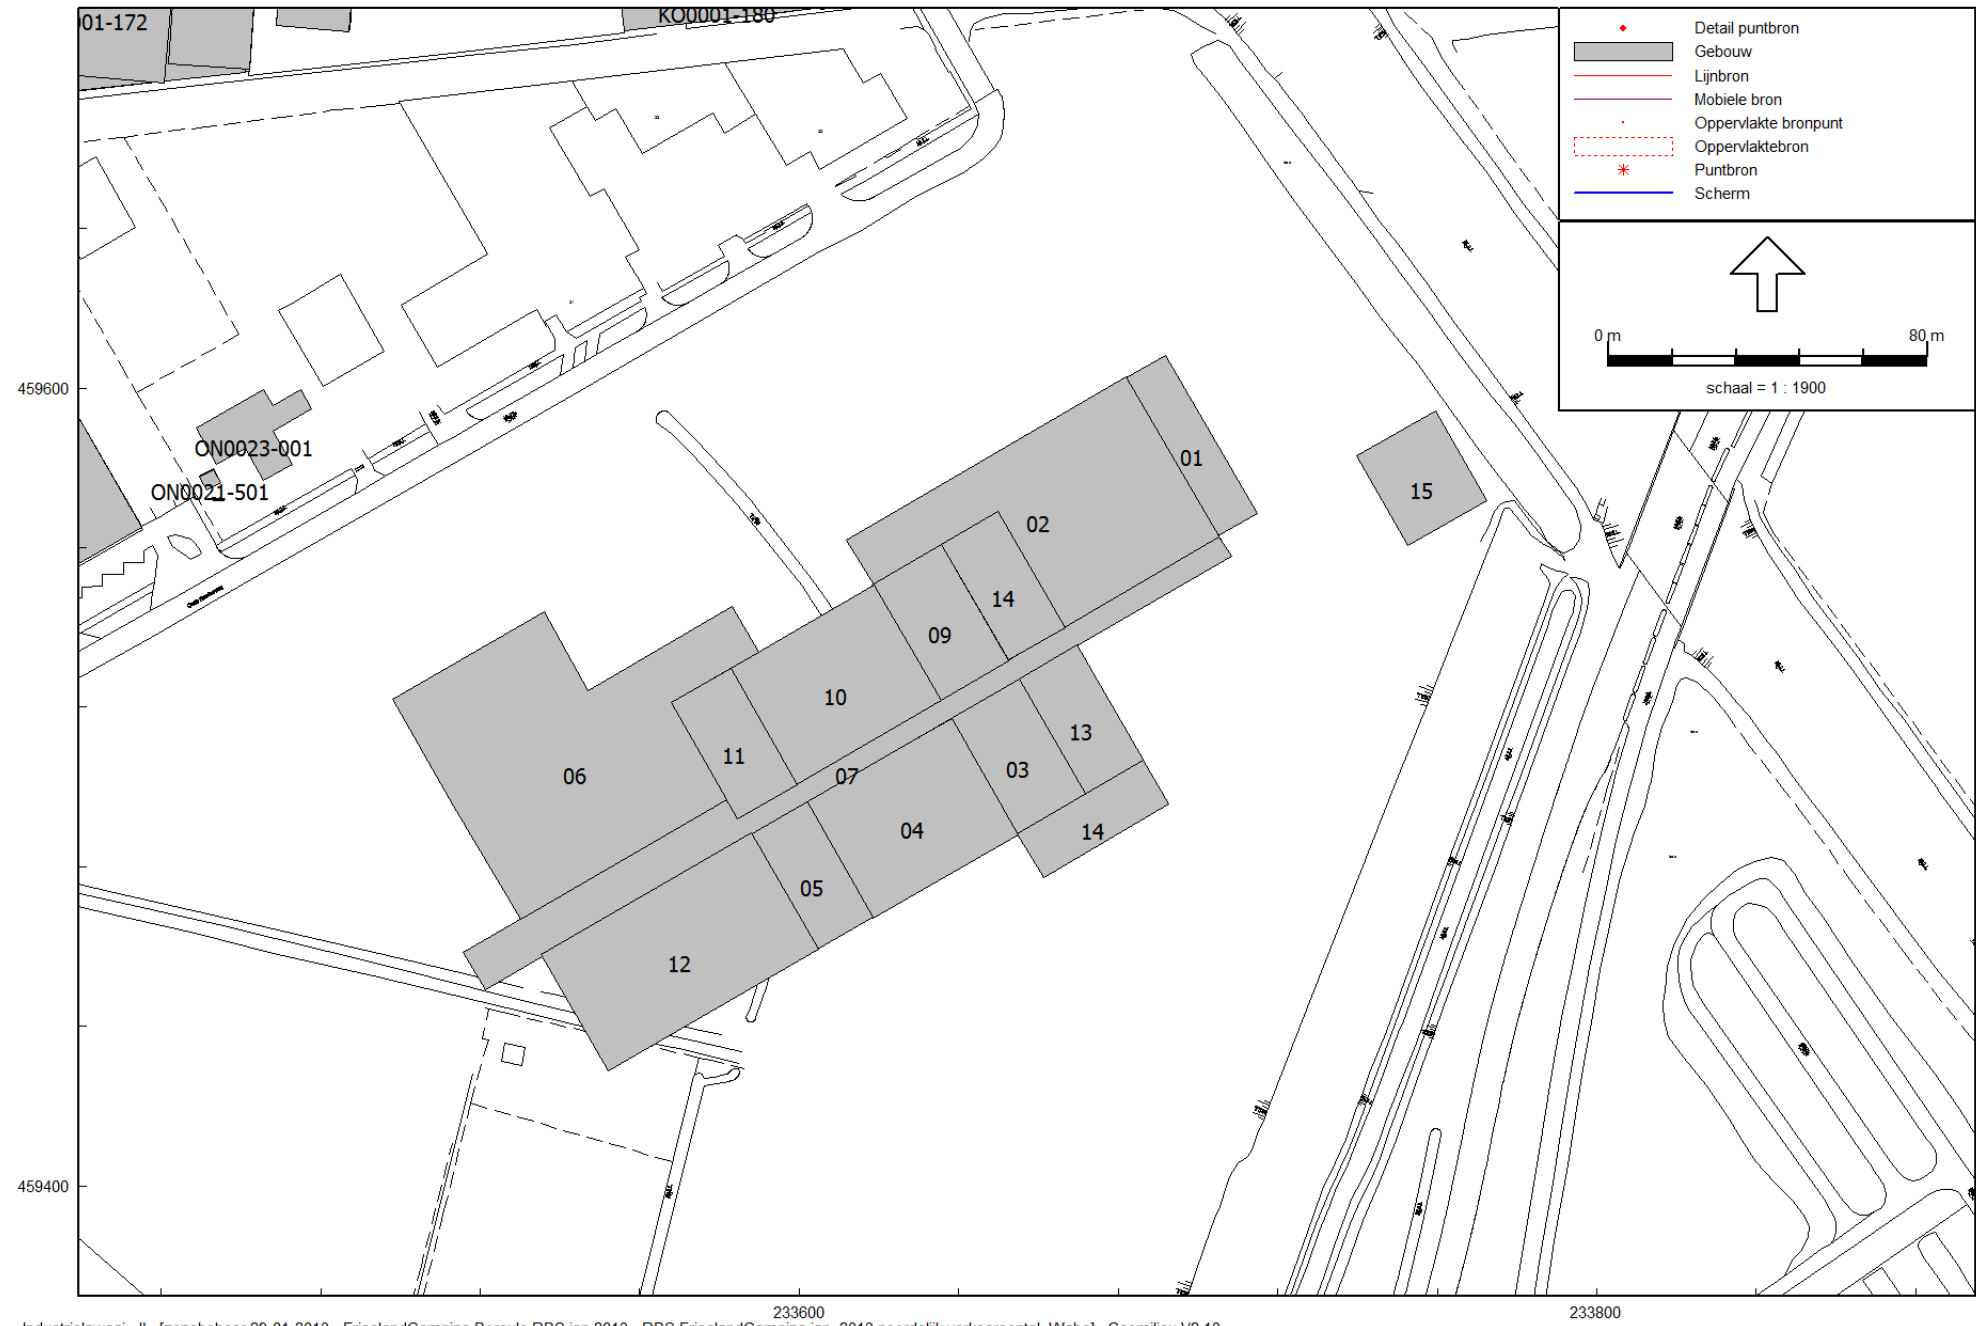 01-172
KO0001-180
Detail puntbron
Gebouw
Lijnbron
Mobiele bron
Oppervlakte bronpunt
Oppervlaktebron
Puntbron
Scherm
0 m
80 m
schaal = 1 : 1900
459600
ON0023-001
ON0021-501
01
15
02
14
09
10
13
11
03
06
07
04
14
05
12
459400
233600
233800